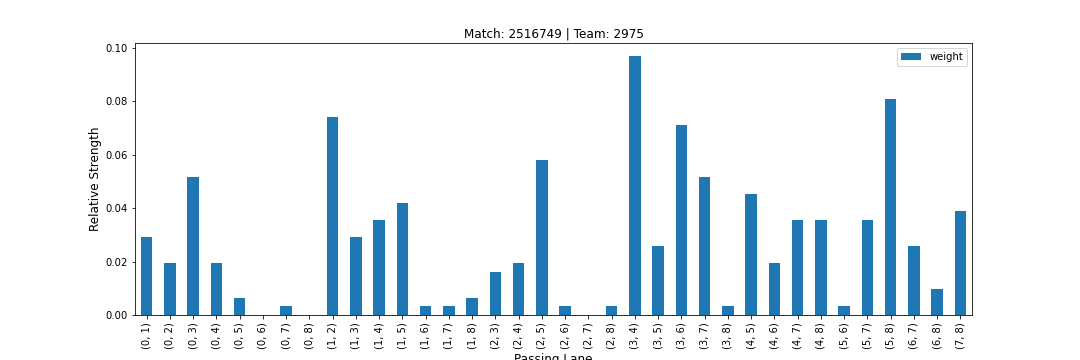 Match: 2516749 | Team: 2975
weight
Relative Strength
0.10
0.08
0.06
0.04
0.02
0.00
(0, 1) (0, 2) (0, 3) (0, 4) (0, 5) (0, 6) (0, 7) (0, 8) (1, 2) (1, 3) (1, 4) (1, 5) (1, 6) (1, 7) (1, 8) (2, 3) (2, 4) (2, 5) (2, 6) (2, 7) (2, 8) (3, 4) (3, 5) (3, 6) (3, 7) (3, 8) (4, 5) (4, 6) (4, 7) (4, 8) (5, 6) (5, 7) (5, 8) (6, 7) (6, 8) (7, 8)
Passing Lane